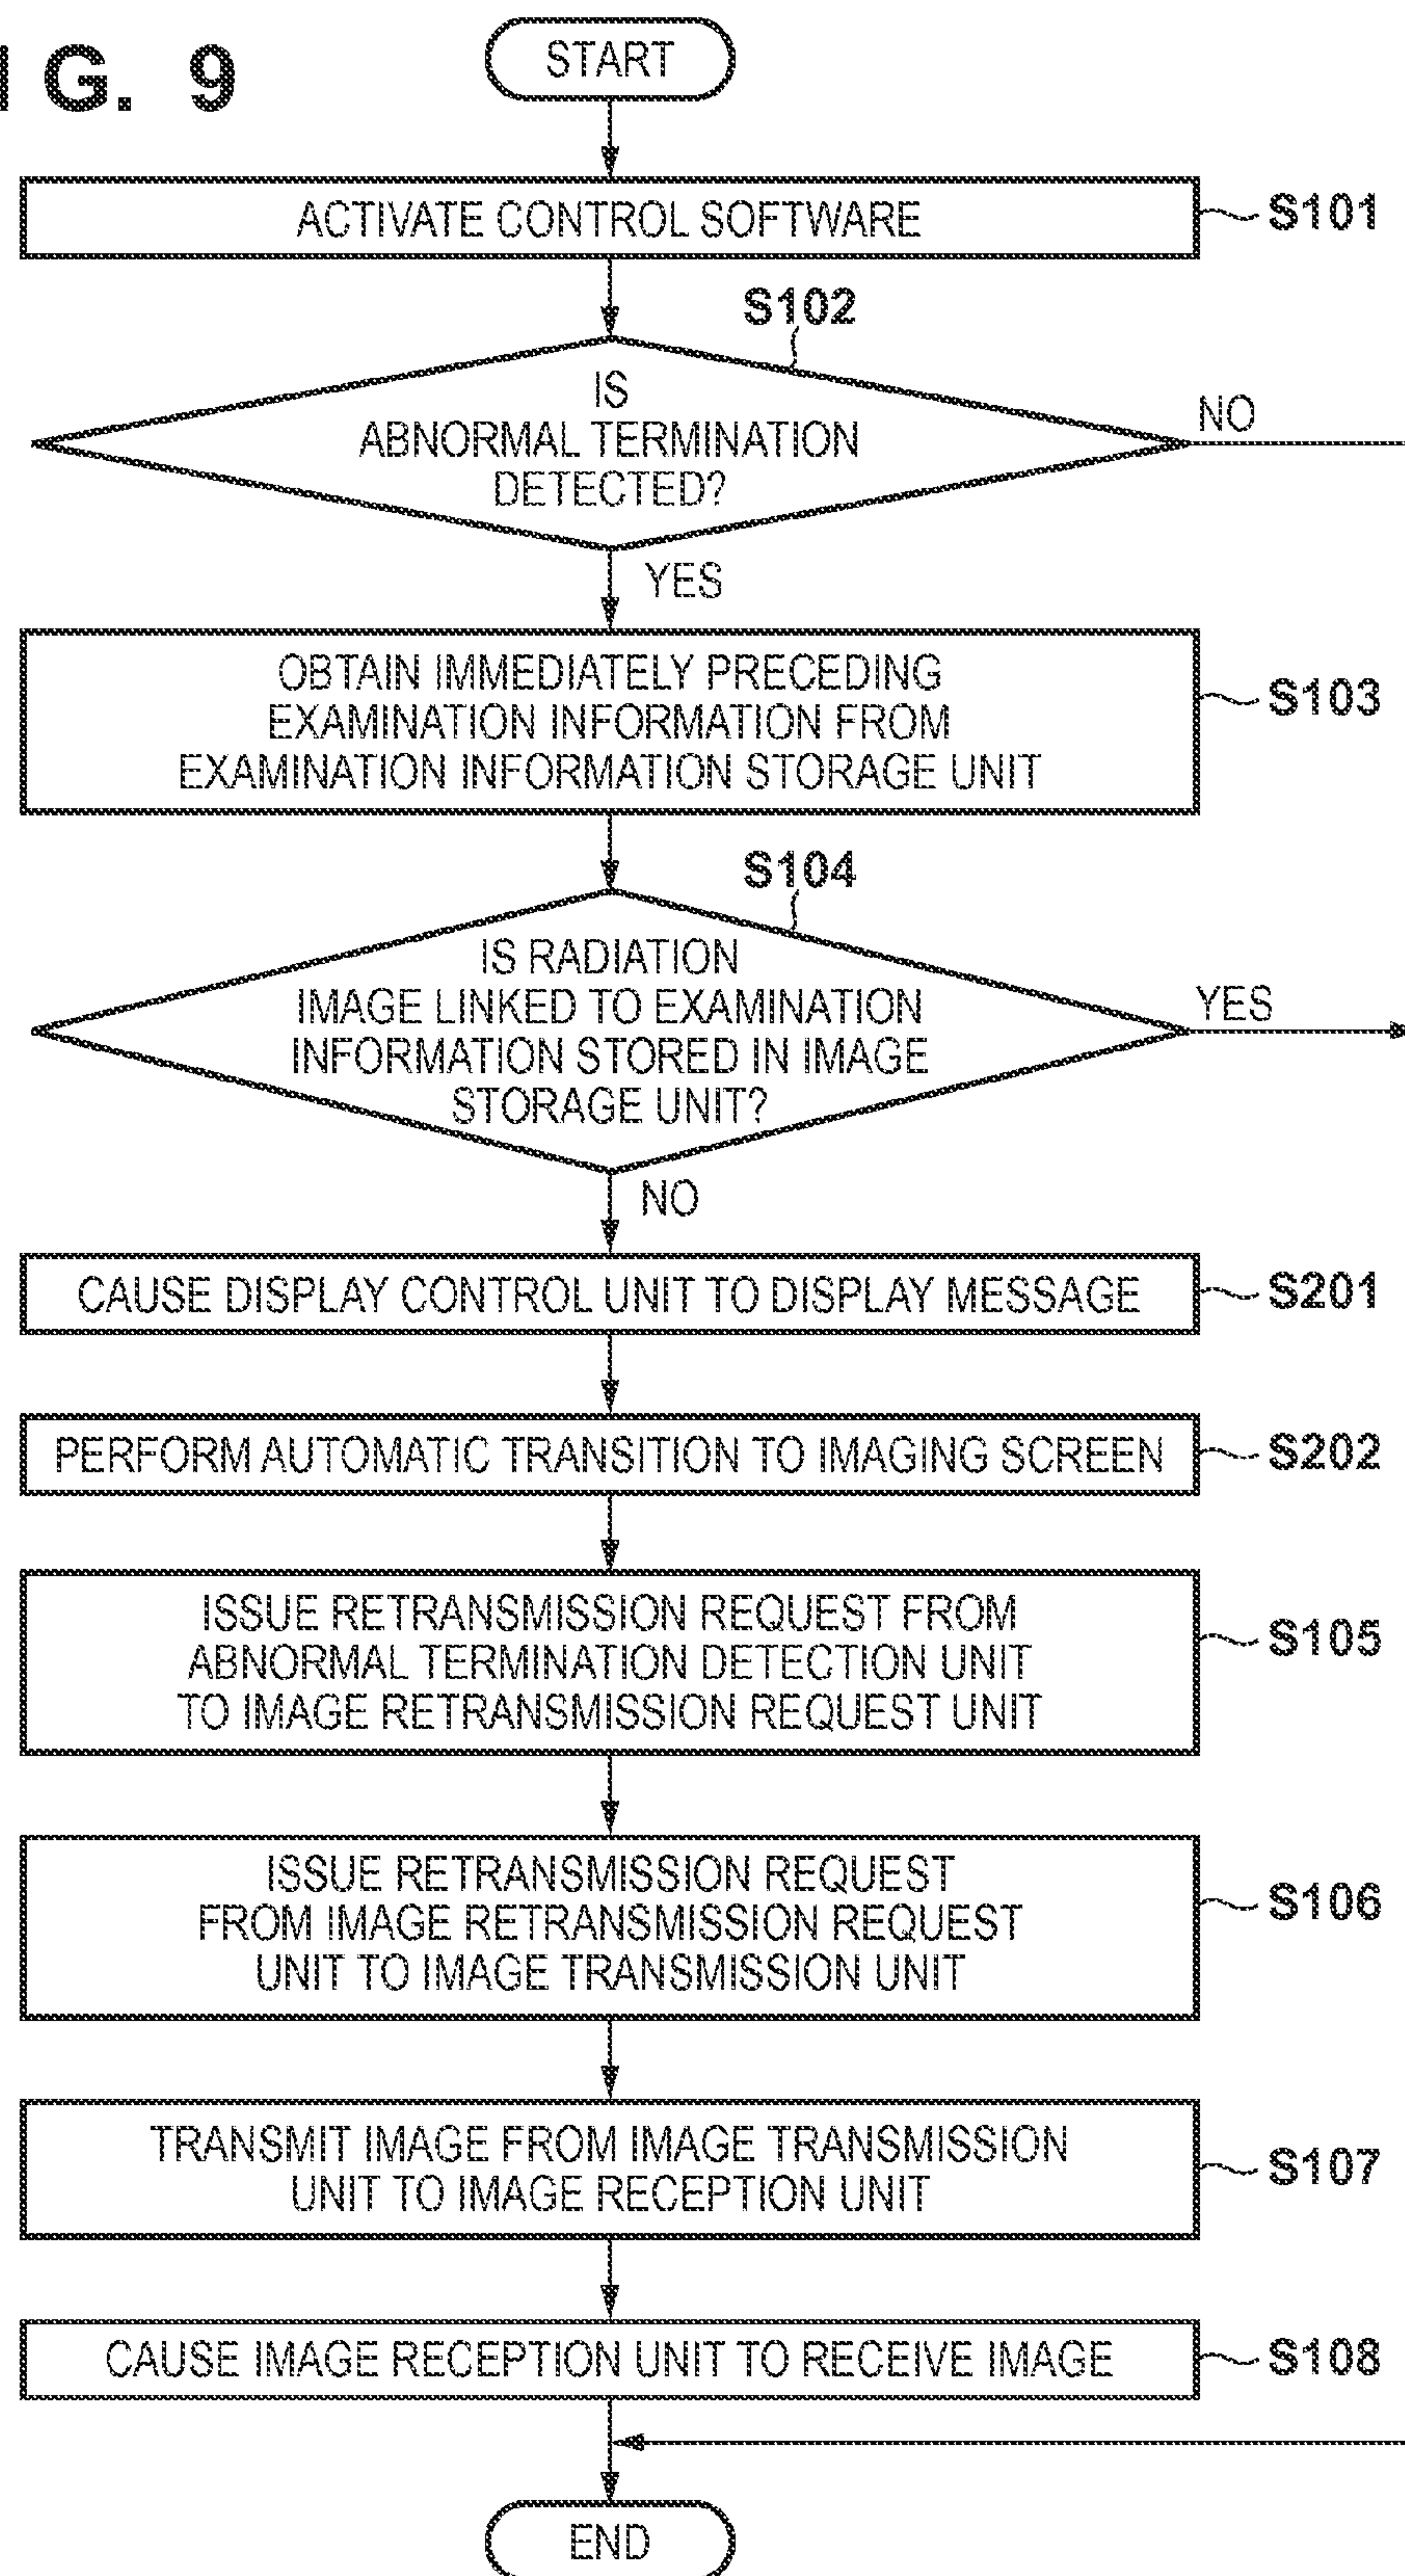 I G. 9
START
ACTIVATE CONTROL SOFTWARE
S101
S102
IS
ABNORMAL TERMINATION
DETECTED?
NO
YES
OBTAIN IMMEDIATELY PRECEDING
EXAMINATION INFORMATION FROM
EXAMINATION INFORMATION STORAGE UNIT
S103
S104
IS RADIATION
IMAGE LINKED TO EXAMINATION
INFORMATION STORED IN IMAGE
STORAGE UNIT?
YES
NO
CAUSE DISPLAY CONTROL UNIT TO DISPLAY MESSAGE
S201
PERFORM AUTOMATIC TRANSITION TO IMAGING SCREEN
S202
ISSUE RETRANSMISSION REQUEST FROM
ABNORMAL TERMINATION DETECTION UNIT
TO IMAGE RETRANSMISSION REQUEST UNIT
S105
ISSUE RETRANSMISSION REQUEST
FROM IMAGE RETRANSMISSION REQUEST
UNIT TO IMAGE TRANSMISSION UNIT
S106
TRANSMIT IMAGE FROM IMAGE TRANSMISSION
UNIT TO IMAGE RECEPTION UNIT
S107
CAUSE IMAGE RECEPTION UNIT TO RECEIVE IMAGE
S108
END